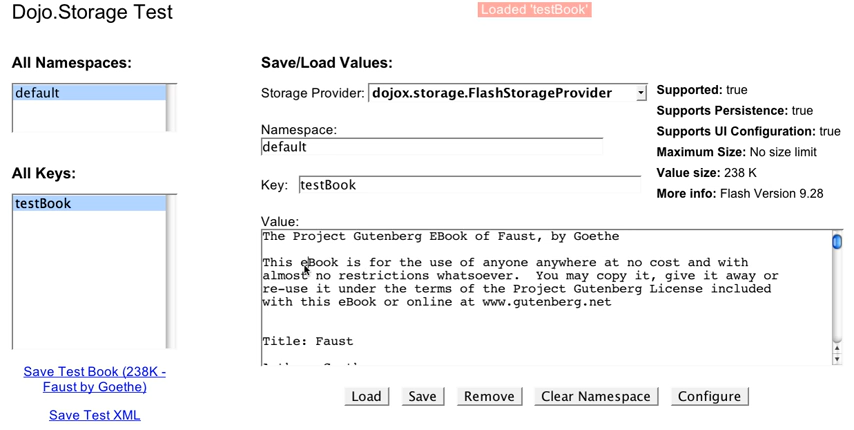 Dojo.Storage Test
Loaded 'testBook'
All Namespaces:
default
All Keys:
testBook
Save Test Book (238K -
Faust by Goethe)
Save Test XML
Save/Load Values:
Storage Provider: dojox.storage.FlashStorageProvider
Namespace:
default
Key: testBook
Value:
The Project Gutenberg EBook of Faust, by Goethe
This eBook is for the use of anyone anywhere at no cost and with
almost no restrictions whatsoever. You may copy it, give it away or
re-use it under the terms of the Project Gutenberg License included
with this eBook or online at www.gutenberg.net
Title: Faust
Load Save Remove Clear Namespace Configure
Supported: true
Supports Persistence: true
Supports UI Configuration: true
Maximum Size: No size limit
Value size: 238 K
More info: Flash Version 9.28